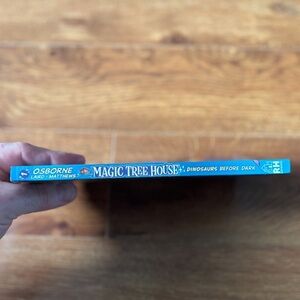 OSBORNE
LAIRD · MATTHEWS
MAGIC TREE HOUSE
DINOSAURS BEFORE DARK
RH